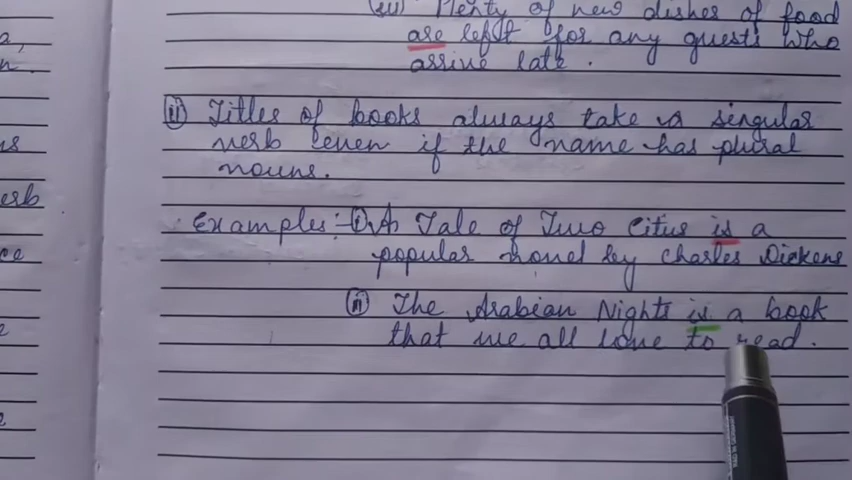 (iii) Plenty of new dishes of food
are left for any guests who
arrive late.
(ii) Titles of books always take a singular
verb even if the name has plural
nouns.
Examples:- (i) A Tale of Two Cities is a
popular novel by Charles Dickens
(ii) The Arabian Nights is a book
that we all love to read.
erb